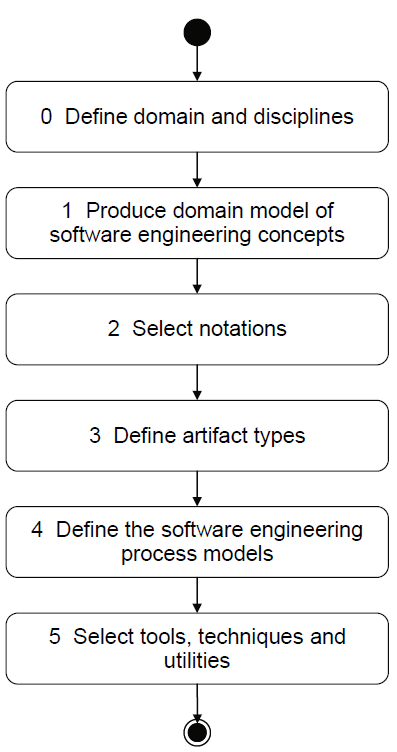 0 Define domain and disciplines
1 Produce domain model of
software engineering concepts
2 Select notations
3 Define artifact types
4 Define the software engineering
process models
5 Select tools, techniques and
utilities